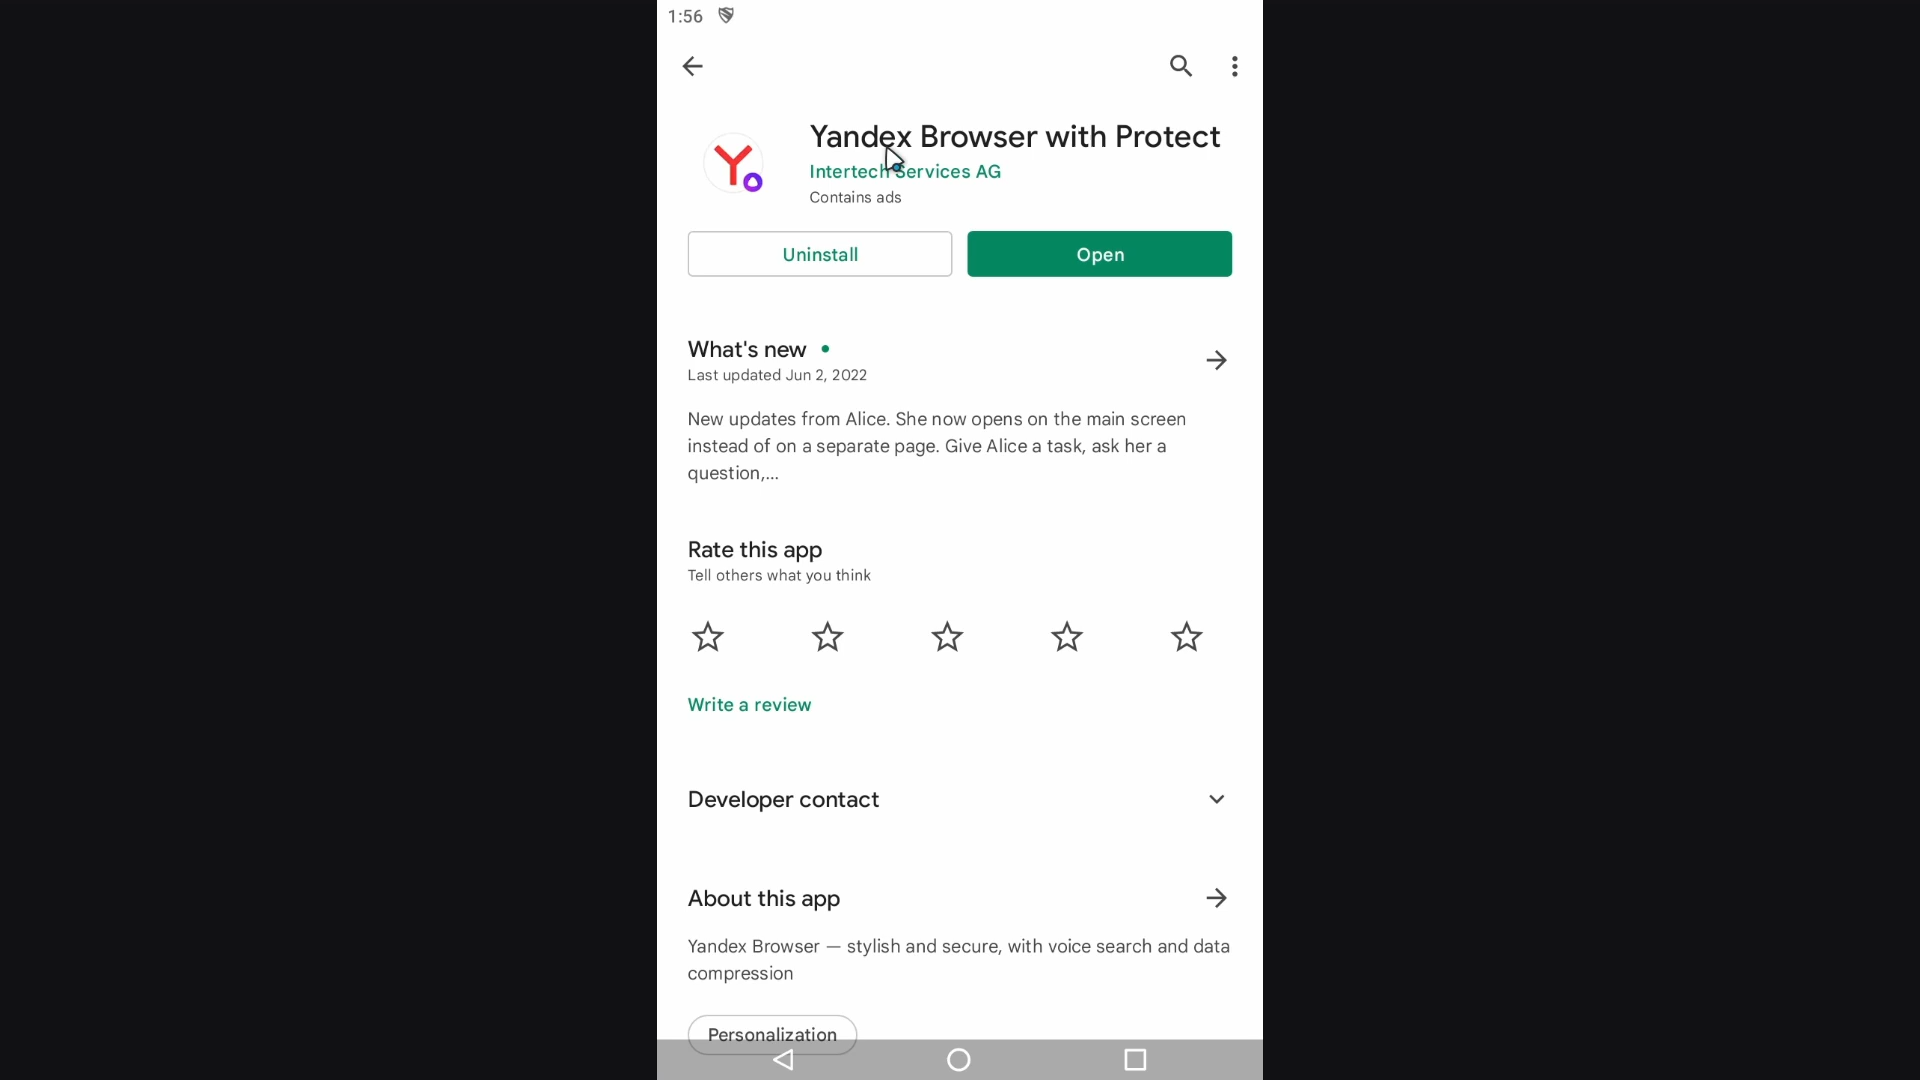 1:56
Yandex Browser with Protect
Intertech Services AG
Contains ads
Uninstall
Open
What's new
Last updated Jun 2, 2022
New updates from Alice. She now opens on the main screen
instead of on a separate page. Give Alice a task, ask her a
question,...
Rate this app
Tell others what you think
Write a review
Developer contact
About this app
Yandex Browser — stylish and secure, with voice search and data
compression
Personalization